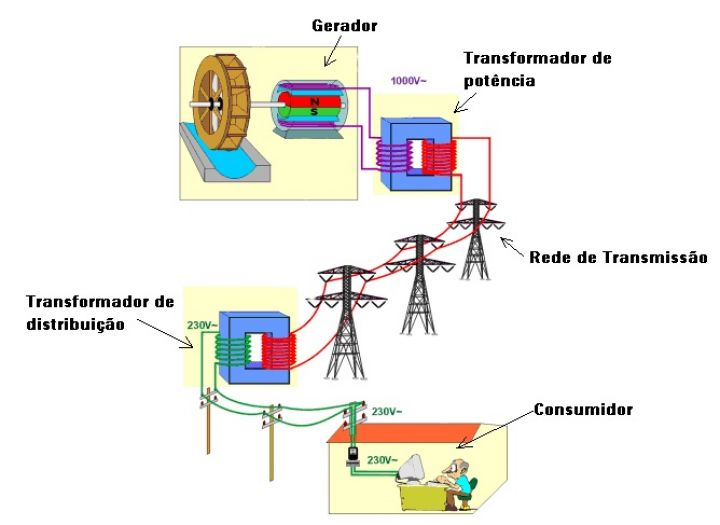 Gerador
Transformador de
potência
1000V~
N
S
Rede de Transmissão
Transformador de
distribuição
230V~
230V~
Consumidor
230V~